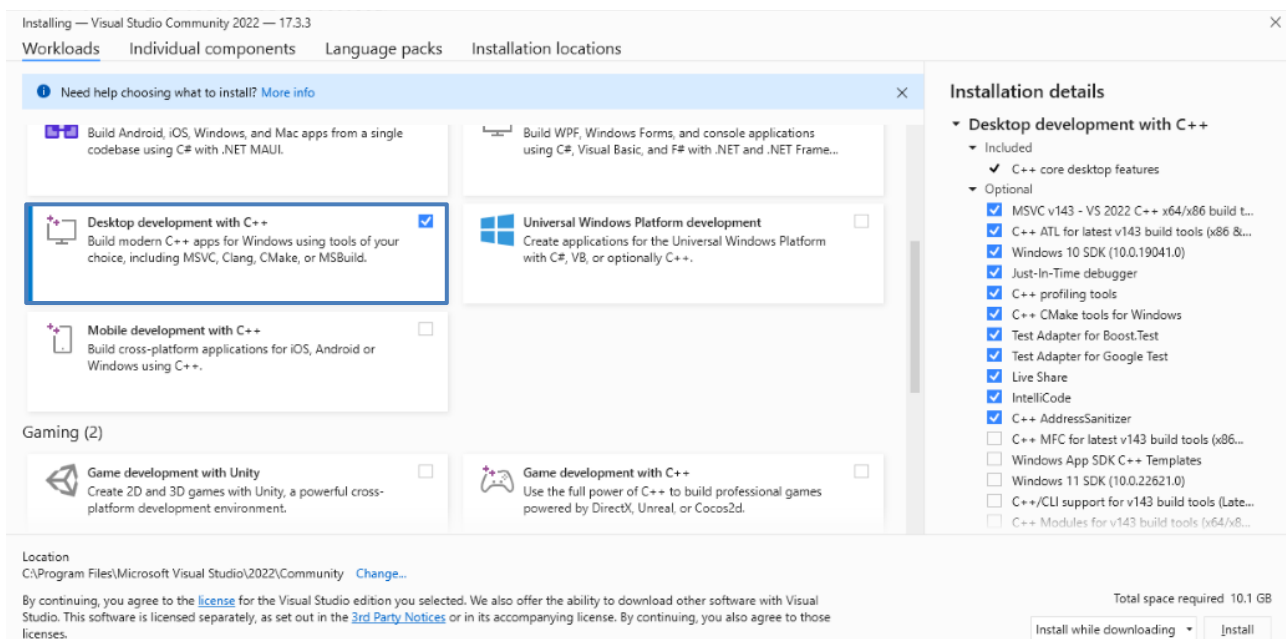 Installing — Visual Studio Community 2022 — 17.3.3
Workloads Individual components Language packs Installation locations
Need help choosing what to install? More info
Build Android, iOS, Windows, and Mac apps from a single
codebase using C# with .NET MAUI.
Build WPF, Windows Forms, and console applications
using C#, Visual Basic, and F# with .NET and .NET Frame...
Desktop development with C++
Build modern C++ apps for Windows using tools of your
choice, including MSVC, Clang, CMake, or MSBuild.
Universal Windows Platform development
Create applications for the Universal Windows Platform
with C#, VB, or optionally C++.
Mobile development with C++
Build cross-platform applications for iOS, Android or
Windows using C++.
Gaming (2)
Game development with Unity
Create 2D and 3D games with Unity, a powerful cross-
platform development environment.
Game development with C++
Use the full power of C++ to build professional games
powered by DirectX, Unreal, or Cocos2d.
Installation details
Desktop development with C++
Included
C++ core desktop features
Optional
MSVC v143 - VS 2022 C++ x64/x86 build t...
C++ ATL for latest v143 build tools (x86 &...
Windows 10 SDK (10.0.19041.0)
Just-In-Time debugger
C++ profiling tools
C++ CMake tools for Windows
Test Adapter for Boost.Test
Test Adapter for Google Test
Live Share
IntelliCode
C++ AddressSanitizer
C++ MFC for latest v143 build tools (x86...
Windows App SDK C++ Templates
Windows 11 SDK (10.0.22621.0)
C++/CLI support for v143 build tools (Late...
C++ Modules for v143 build tools (x64/x8...
Location
C:\Program Files\Microsoft Visual Studio\2022\Community Change...
By continuing, you agree to the license for the Visual Studio edition you selected. We also offer the ability to download other software with Visual
Studio. This software is licensed separately, as set out in the 3rd Party Notices or in its accompanying license. By continuing, you also agree to those
licenses.
Total space required 10.1 GB
Install while downloading Install